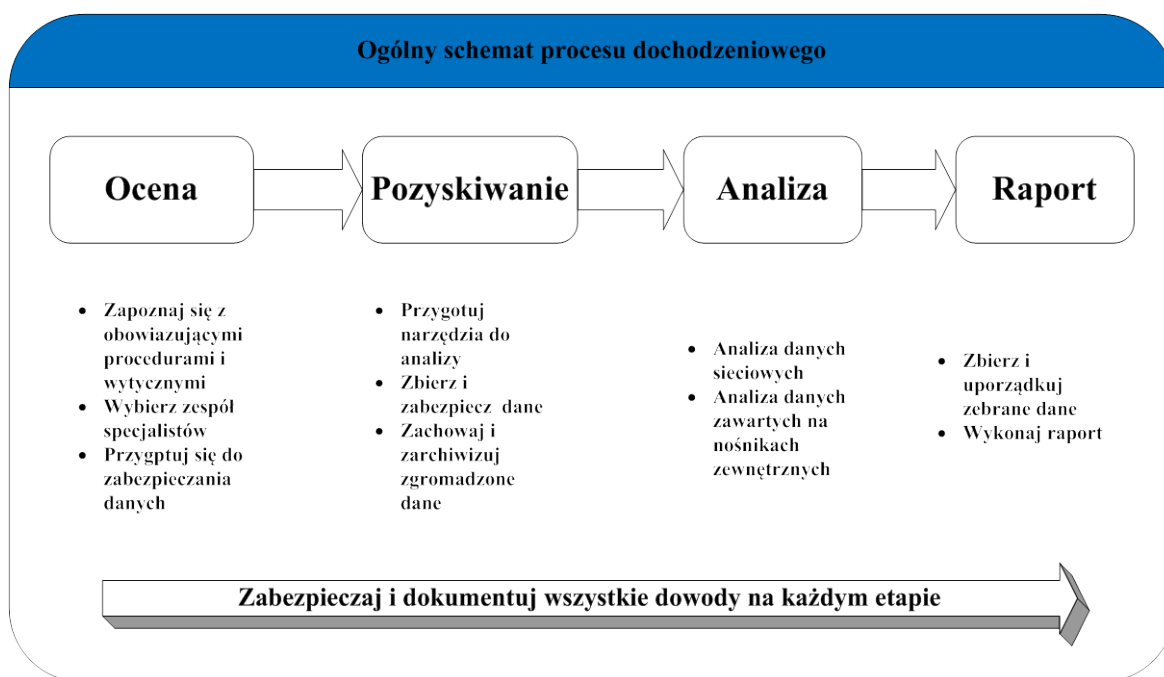 Ogólny schemat procesu dochodzeniowego
Ocena
Pozyskiwanie
Analiza
Raport
• Zapoznaj się z
obowiązującymi
procedurami i
wytycznymi
• Wybierz zespół
specjalistów
• Przygptuj się do
zabezpieczania
danych
• Przygotuj
narzędzia do
analizy
• Zbierz i
zabezpiecz dane
• Zachowaj i
zarchiwizuj
zgromadzone
dane
• Analiza danych
sieciowych
• Analiza danych
zawartych na
nośnikach
zewnętrznych
• Zbierz i
uporządkuj
zebrane dane
• Wykonaj raport
Zabezpieczaj i dokumentuj wszystkie dowody na każdym etapie